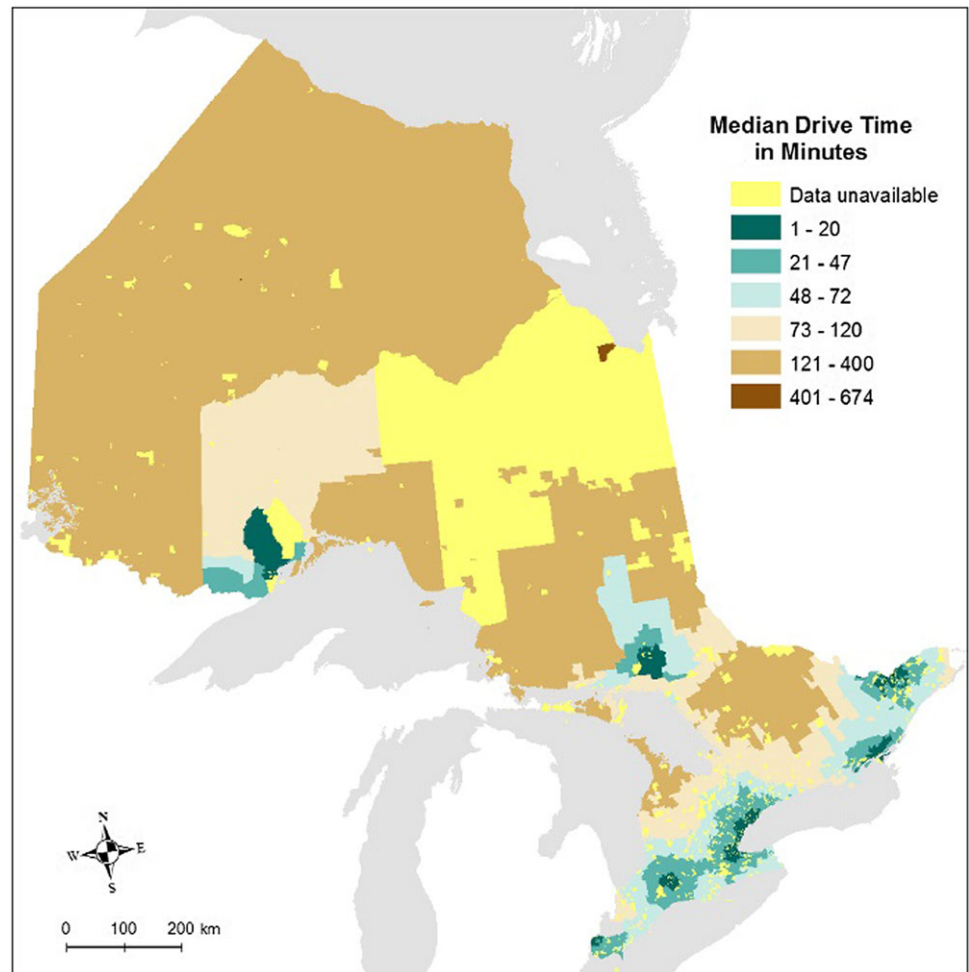 Median Drive Time
in Minutes
Data unavailable
1 - 20
21 - 47
48 - 72
73 - 120
121 - 400
401 - 674
N
W E
S
0 100 200 km